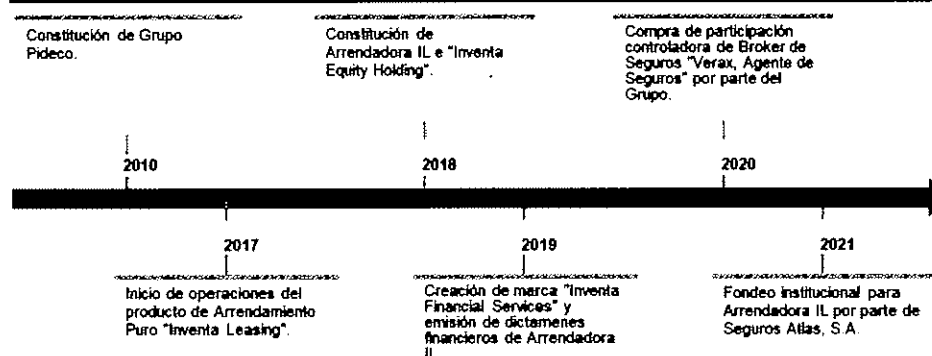 Constitución de Grupo
Pideco.
Constitución de
Arrendadora IL e "Inventa
Equity Holding".
Compra de participación
controladora de Broker de
Seguros "Verax, Agente de
Seguros" por parte del
Grupo.
2010
2018
2020
2017
2019
2021
Inicio de operaciones del
producto de Arrendamiento
Puro "Inventa Leasing".
Creación de marca "Inventa
Financial Services" y
emisión de dictamenes
financieros de Arrendadora
IL
Fondeo institucional para
Arrendadora IL por parte de
Seguros Atlas, S.A.